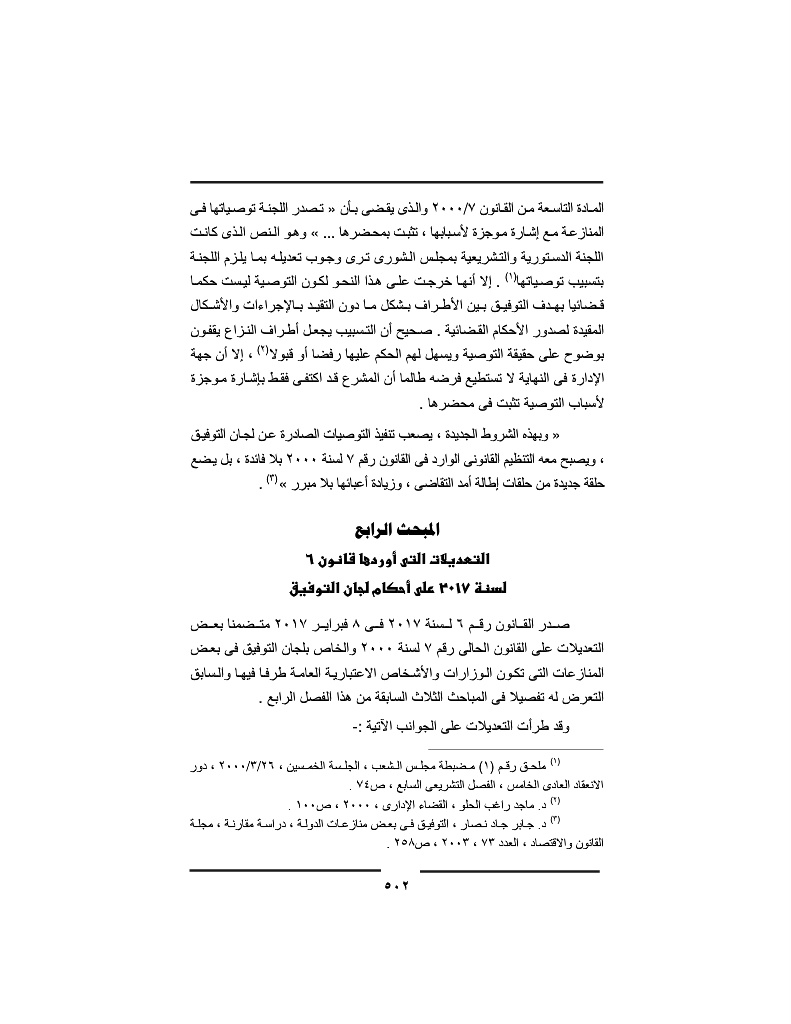 المادة التاسعة من القانون ٢٠٠٠/٧ والذى يقضى بأن « تصدر اللجنة توصياتها فى
المنازعة مع إشارة موجزة لأسبابها ، تثبت بمحضرها ... » وهو النص الذى كانت
اللجنة الدستورية والتشريعية بمجلس الشورى ترى وجوب تعديله بما يلزم اللجنة
بتسبيب توصياتها(١) . إلا أنها خرجت على هذا النحو لكون التوصية ليست حكما
قضائيا بهدف التوفيق بين الأطراف بشكل ما دون التقيد بالإجراءات والأشكال
المقيدة لصدور الأحكام القضائية . صحيح أن التسبيب يجعل أطراف النزاع يقفون
بوضوح على حقيقة التوصية ويسهل لهم الحكم عليها رفضا أو قبولا(٢) ، إلا أن جهة
الإدارة فى النهاية لا تستطيع فرضه طالما أن المشرع قد اكتفى فقط بإشارة موجزة
لأسباب التوصية تثبت فى محضرها .
« وبهذه الشروط الجديدة ، يصعب تنفيذ التوصيات الصادرة عن لجان التوفيق
، ويصبح معه التنظيم القانونى الوارد فى القانون رقم ٧ لسنة ٢٠٠٠ بلا فائدة ، بل يضع
حلقة جديدة من حلقات إطالة أمد التقاضى ، وزيادة أعبائها بلا مبرر »(٣) .
المبحث الرابع
التعديلات التى أوردها قانون ٦
لسنة ٢٠١٧ على أحكام لجان التوفيق
صدر القانون رقم ٦ لسنة ٢٠١٧ فى ٨ فبراير ٢٠١٧ متضمنا بعض
التعديلات على القانون الحالى رقم ٧ لسنة ٢٠٠٠ والخاص بلجان التوفيق فى بعض
المنازعات التى تكون الوزارات والأشخاص الاعتبارية العامة طرفا فيها والسابق
التعرض له تفصيلا فى المباحث الثلاث السابقة من هذا الفصل الرابع .
وقد طرأت التعديلات على الجوانب الآتية :-
(١) ملحق رقم (١) مضبطة مجلس الشعب ، الجلسة الخمسين ، ٢٠٠٠/٣/٢٦ ، دور
الانعقاد العادى الخامس ، الفصل التشريعى السابع ، ص٧٤ .
(٢) د. ماجد راغب الحلو ، القضاء الإدارى ، ٢٠٠٠ ، ص١٠٠ .
(٣) د. جابر جاد نصار ، التوفيق فى بعض منازعات الدولة ، دراسة مقارنة ، مجلة
القانون والاقتصاد ، العدد ٧٣ ، ٢٠٠٣ ، ص٢٥٨ .
٥٠٢